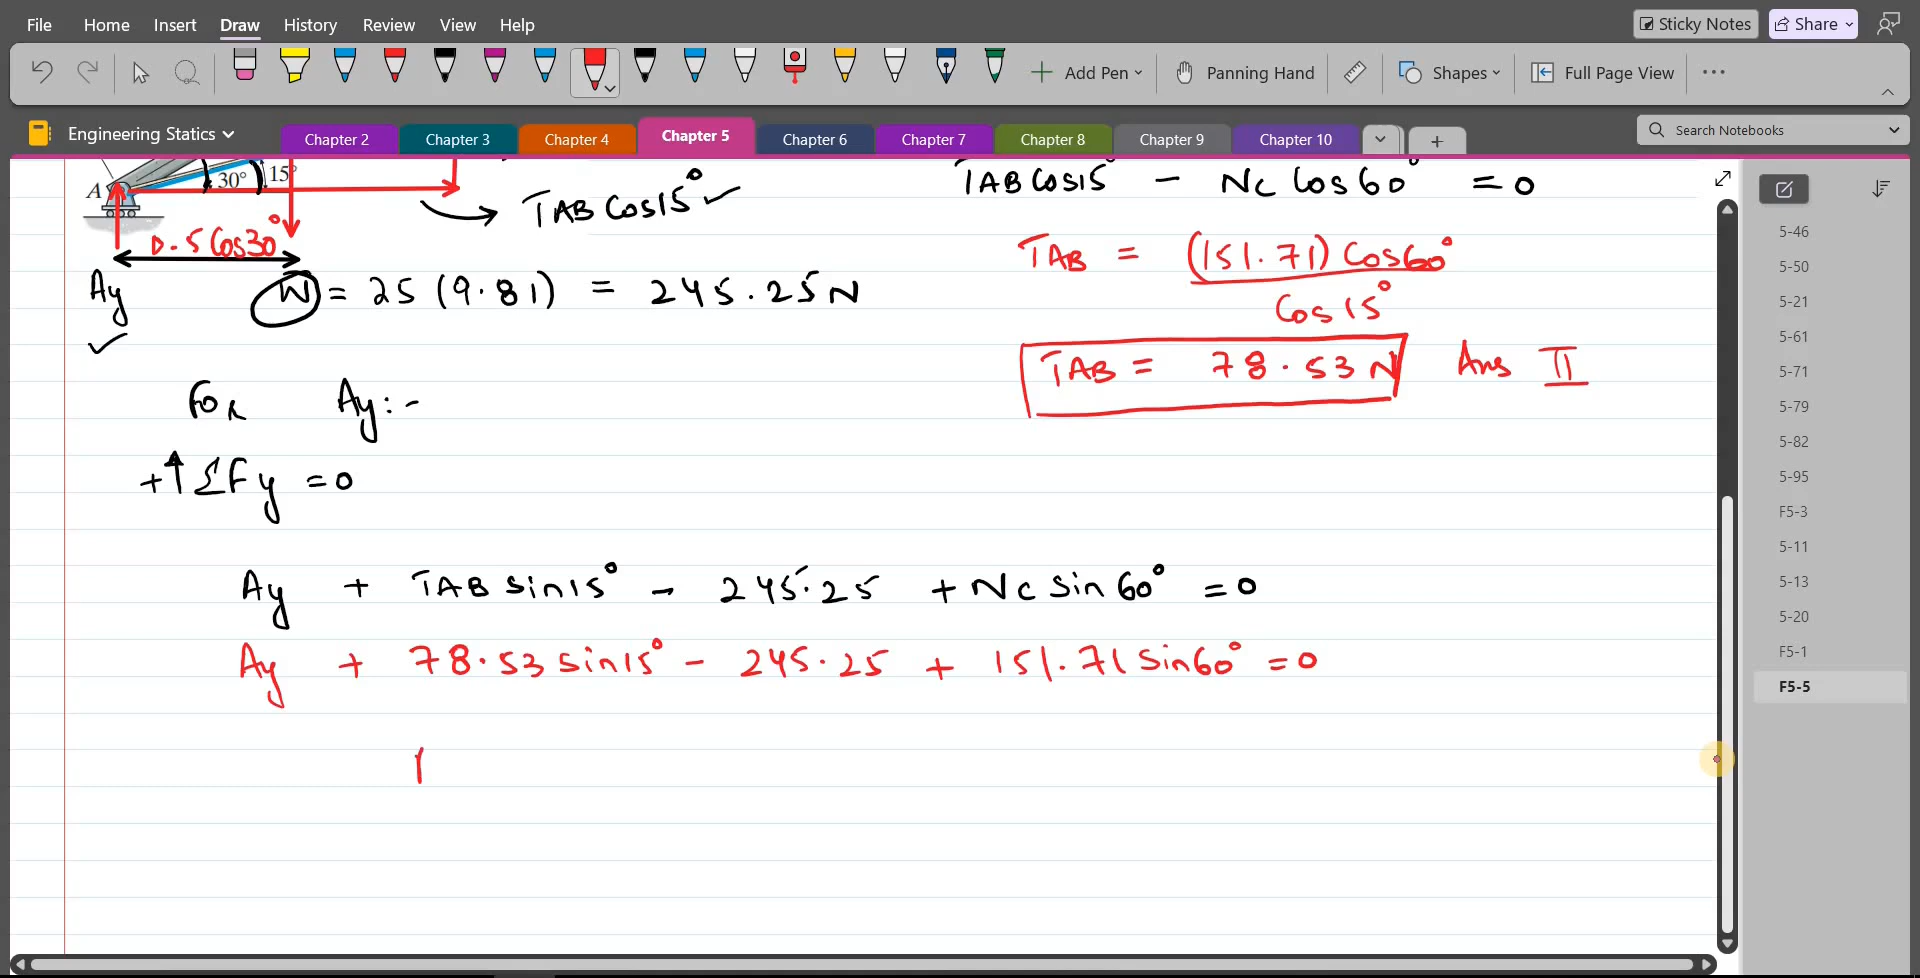 File Home Insert Draw History Review View Help Sticky Notes Share
Add Pen Panning Hand Shapes Full Page View
Engineering Statics Chapter 2 Chapter 3 Chapter 4 Chapter 5 Chapter 6 Chapter 7 Chapter 8 Chapter 9 Chapter 10 Search Notebooks
A 30° 15°
0.5 Cos30°
TAB Cos15°
Ay
W = 25 (9.81) = 245.25 N
For Ay:-
+↑ ΣFy = 0
TAB Cos15° - Nc Cos60° = 0
TAB = (151.71) Cos60°
Cos 15°
TAB = 78.53 N Ans II
Ay + TAB sin15° - 245.25 + Nc Sin 60° = 0
Ay + 78.53 sin15° - 245.25 + 151.71 Sin60° = 0
5-46
5-50
5-21
5-61
5-71
5-79
5-82
5-95
F5-3
5-11
5-13
5-20
F5-1
F5-5